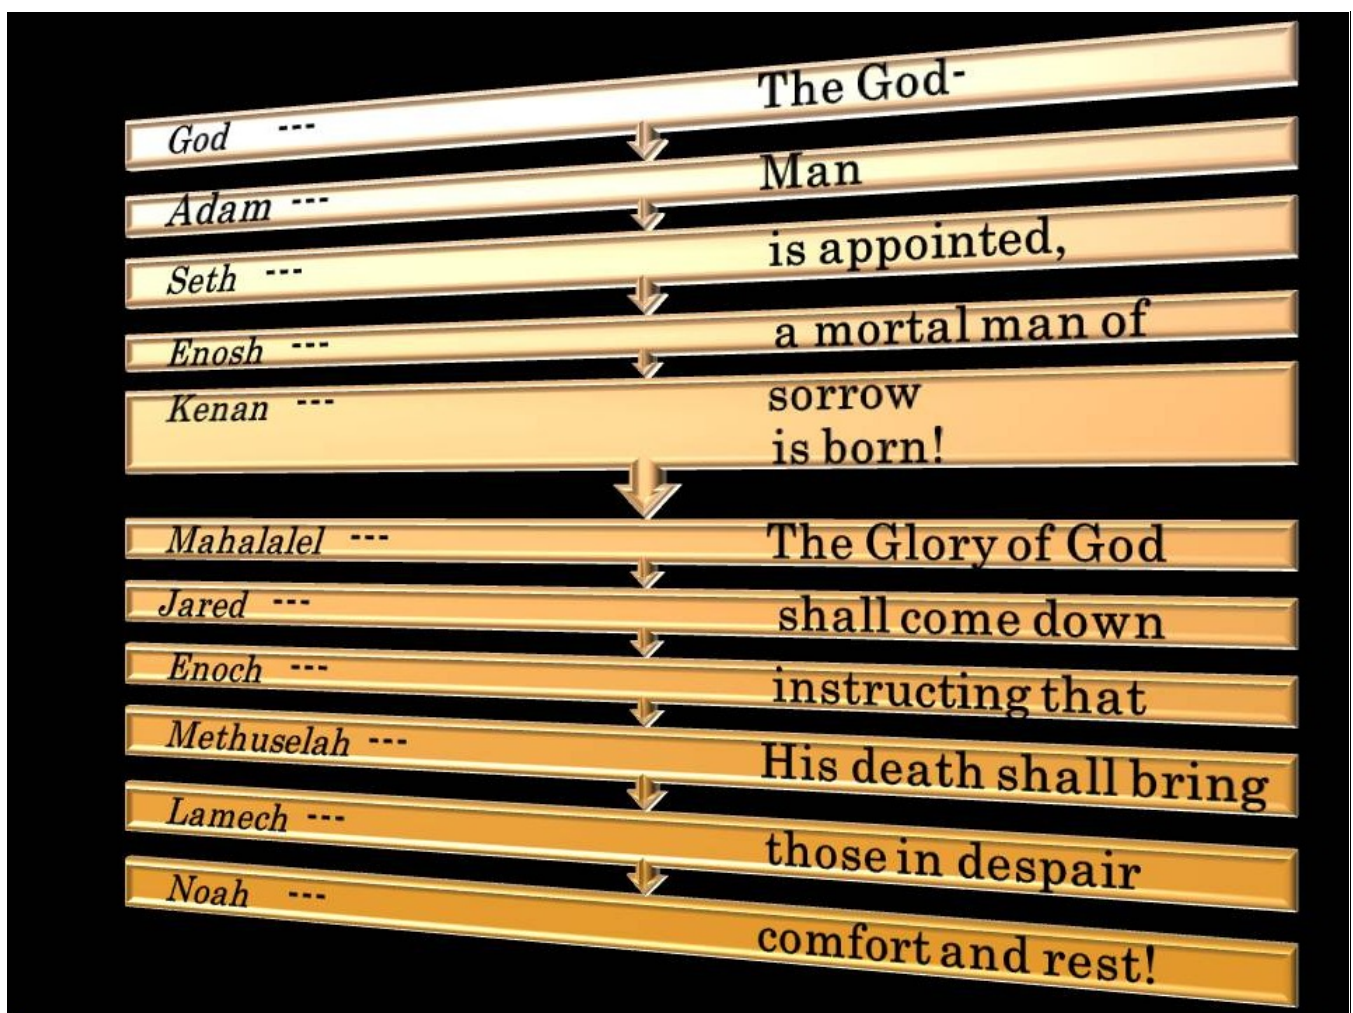 God --- The God-
Adam --- Man
Seth --- is appointed,
Enosh --- a mortal man of
Kenan --- sorrow
is born!
Mahalalel --- The Glory of God
Jared --- shall come down
Enoch --- instructing that
Methuselah --- His death shall bring
Lamech --- those in despair
Noah --- comfort and rest!